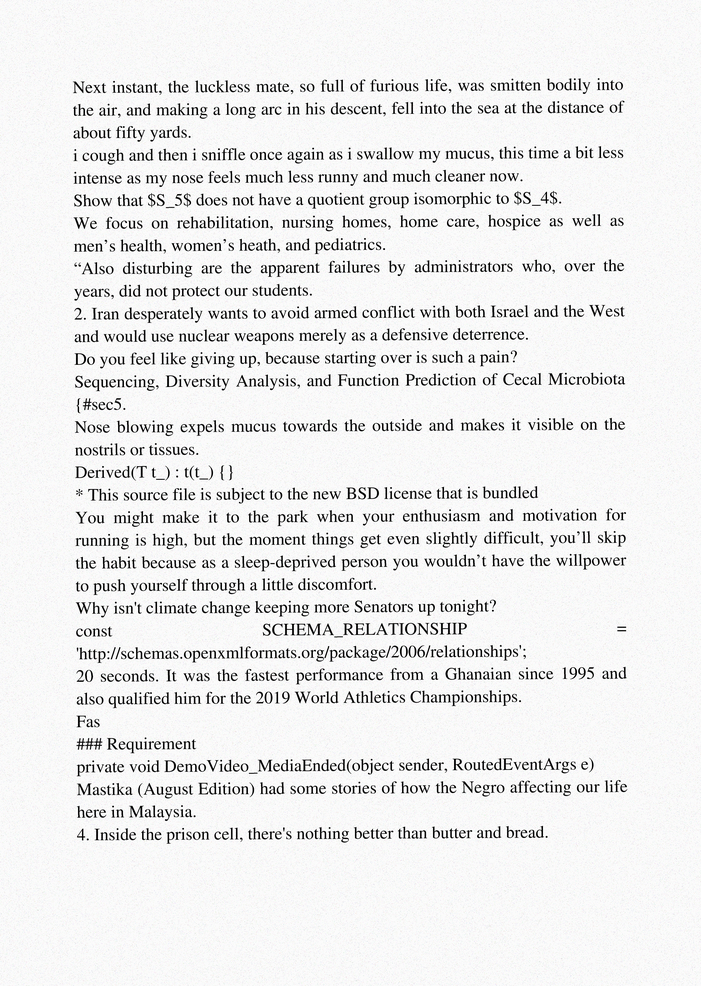 Next instant, the luckless mate, so full of furious life, was smitten bodily into
the air, and making a long arc in his descent, fell into the sea at the distance of
about fifty yards.
i cough and then i sniffle once again as i swallow my mucus, this time a bit less
intense as my nose feels much less runny and much cleaner now.
Show that $S_5$ does not have a quotient group isomorphic to $S_4$.
We focus on rehabilitation, nursing homes, home care, hospice as well as
men’s health, women’s heath, and pediatrics.
“Also disturbing are the apparent failures by administrators who, over the
years, did not protect our students.
2. Iran desperately wants to avoid armed conflict with both Israel and the West
and would use nuclear weapons merely as a defensive deterrence.
Do you feel like giving up, because starting over is such a pain?
Sequencing, Diversity Analysis, and Function Prediction of Cecal Microbiota
{#sec5.
Nose blowing expels mucus towards the outside and makes it visible on the
nostrils or tissues.
Derived(T t_) : t(t_) {}
* This source file is subject to the new BSD license that is bundled
You might make it to the park when your enthusiasm and motivation for
running is high, but the moment things get even slightly difficult, you’ll skip
the habit because as a sleep-deprived person you wouldn’t have the willpower
to push yourself through a little discomfort.
Why isn't climate change keeping more Senators up tonight?
const SCHEMA_RELATIONSHIP =
'http://schemas.openxmlformats.org/package/2006/relationships';
20 seconds. It was the fastest performance from a Ghanaian since 1995 and
also qualified him for the 2019 World Athletics Championships.
Fas
### Requirement
private void DemoVideo_MediaEnded(object sender, RoutedEventArgs e)
Mastika (August Edition) had some stories of how the Negro affecting our life
here in Malaysia.
4. Inside the prison cell, there's nothing better than butter and bread.